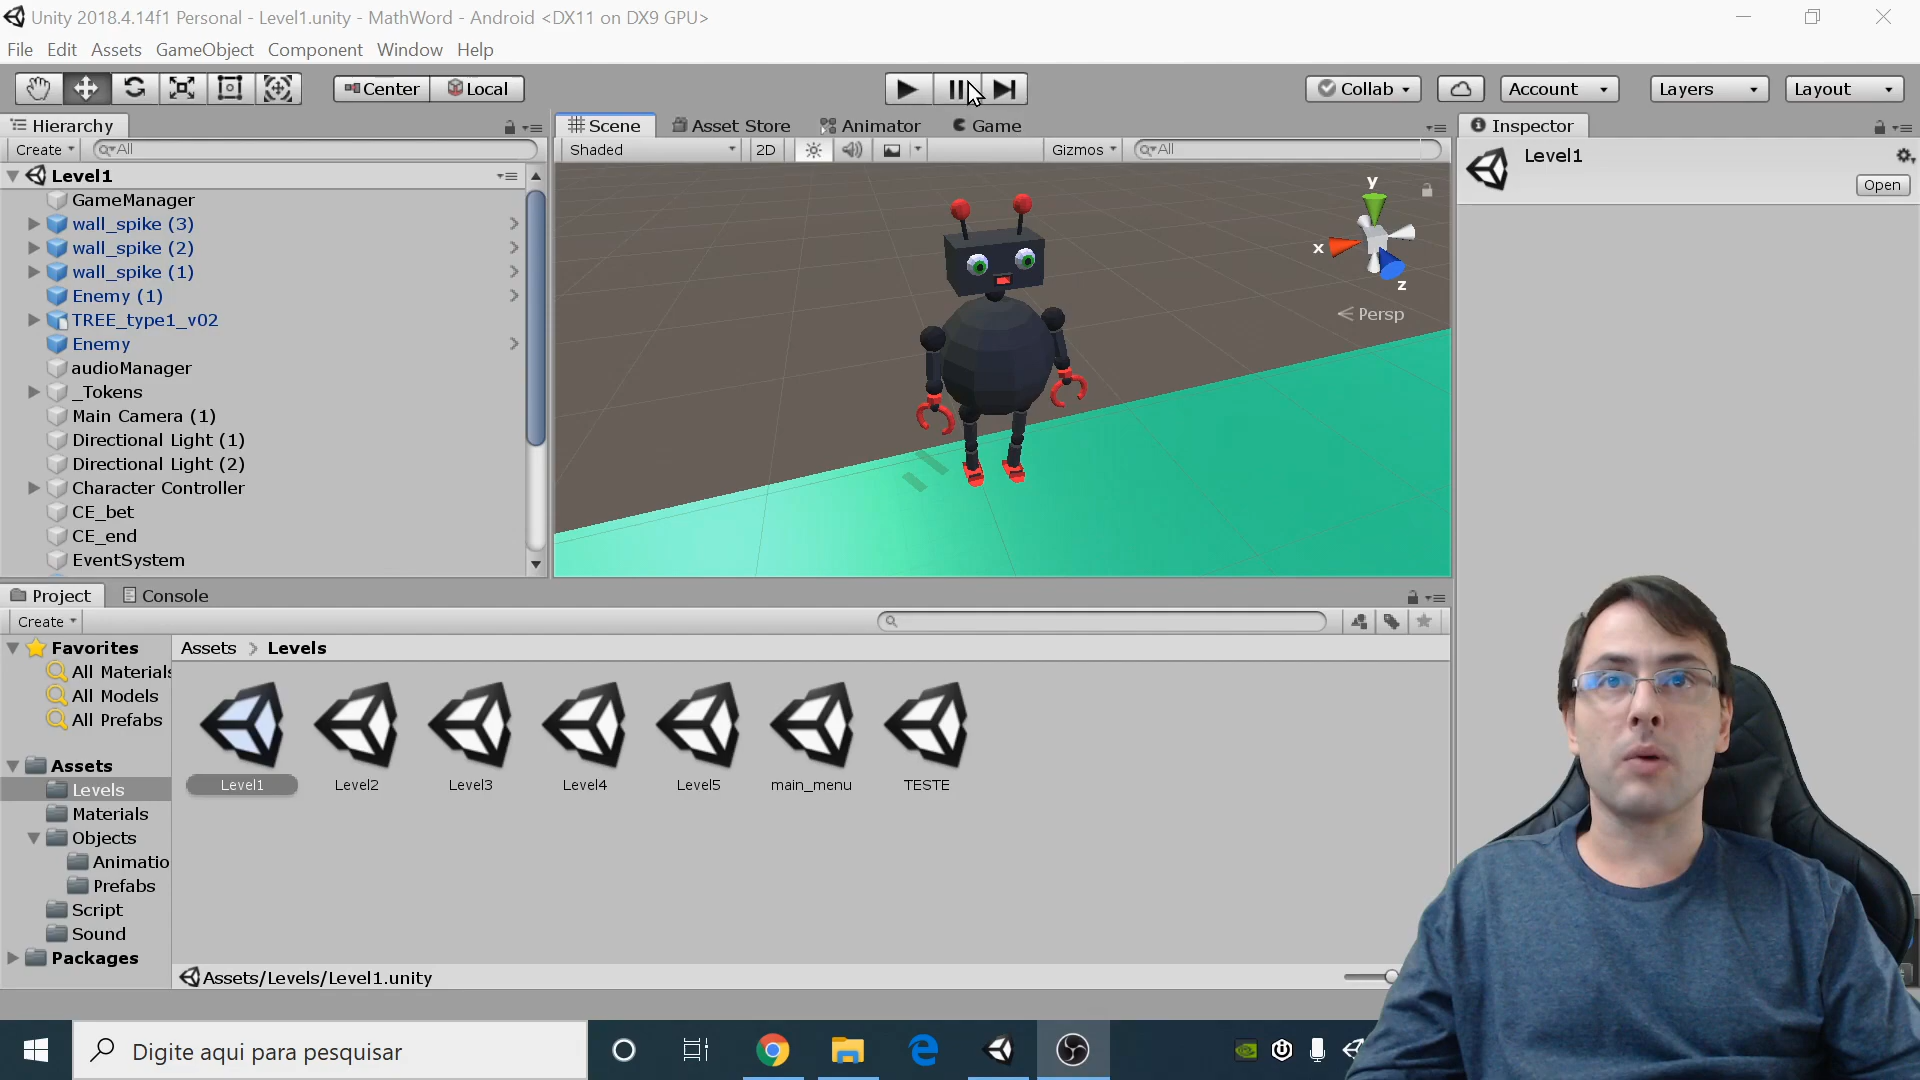 Unity 2018.4.14f1 Personal - Level1.unity - MathWord - Android <DX11 on DX9 GPU>
File Edit Assets GameObject Component Window Help
Center Local Collab Account Layers Layout
Hierarchy Scene Asset Store Animator Game Inspector
Create All Shaded 2D Gizmos All
Level1
Level1
Open
GameManager
wall_spike (3)
wall_spike (2)
wall_spike (1)
Enemy (1)
TREE_type1_v02
Enemy
audioManager
_Tokens
Main Camera (1)
Directional Light (1)
Directional Light (2)
Character Controller
CE_bet
CE_end
EventSystem
y
x
z
Persp
Project Console
Create
Favorites
All Materials
All Models
All Prefabs
Assets
Levels
Materials
Objects
Animatio
Prefabs
Script
Sound
Packages
Assets > Levels
Level1 Level2 Level3 Level4 Level5 main_menu TESTE
Assets/Levels/Level1.unity
Digite aqui para pesquisar